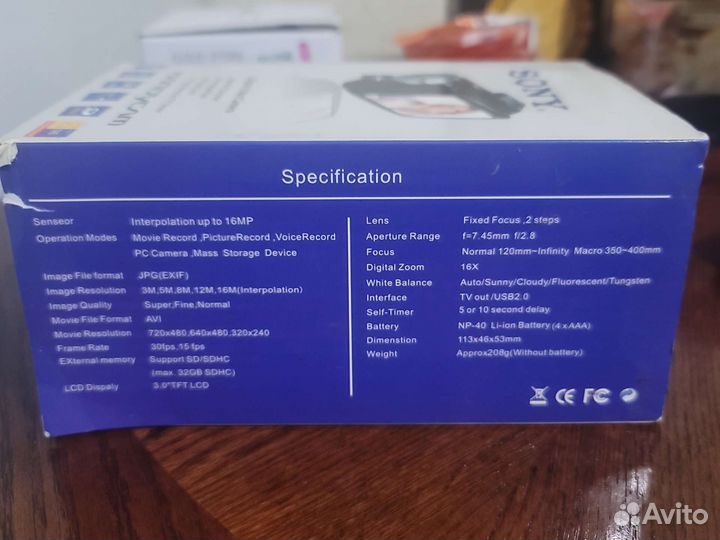 SONY
Specification
Senseor Interpolation up to 16MP
Operation Modes Movie Record ,PictureRecord ,VoiceRecord
PC Camera ,Mass Storage Device
Image File format JPG(EXIF)
Image Resolution 3M,5M,8M,12M,16M(Interpolation)
Image Quality Super,Fine,Normal
Movie File Format AVI
Movie Resolution 720x480,640x480,320x240
Frame Rate 30fps,15 fps
EXternal memory Support SD/SDHC
(max. 32GB SDHC)
LCD Dispaly 3.0"TFT LCD
Lens Fixed Focus ,2 steps
Aperture Range f=7.45mm f/2.8
Focus Normal 120mm~Infinity Macro 350~400mm
Digital Zoom 16X
White Balance Auto/Sunny/Cloudy/Fluorescent/Tungsten
Interface TV out/USB2.0
Self-Timer 5 or 10 second delay
Battery NP-40 Li-ion Battery (4 x AAA)
Dimenstion 113x46x53mm
Weight Approx208g(Without battery)
CE FC
Avito